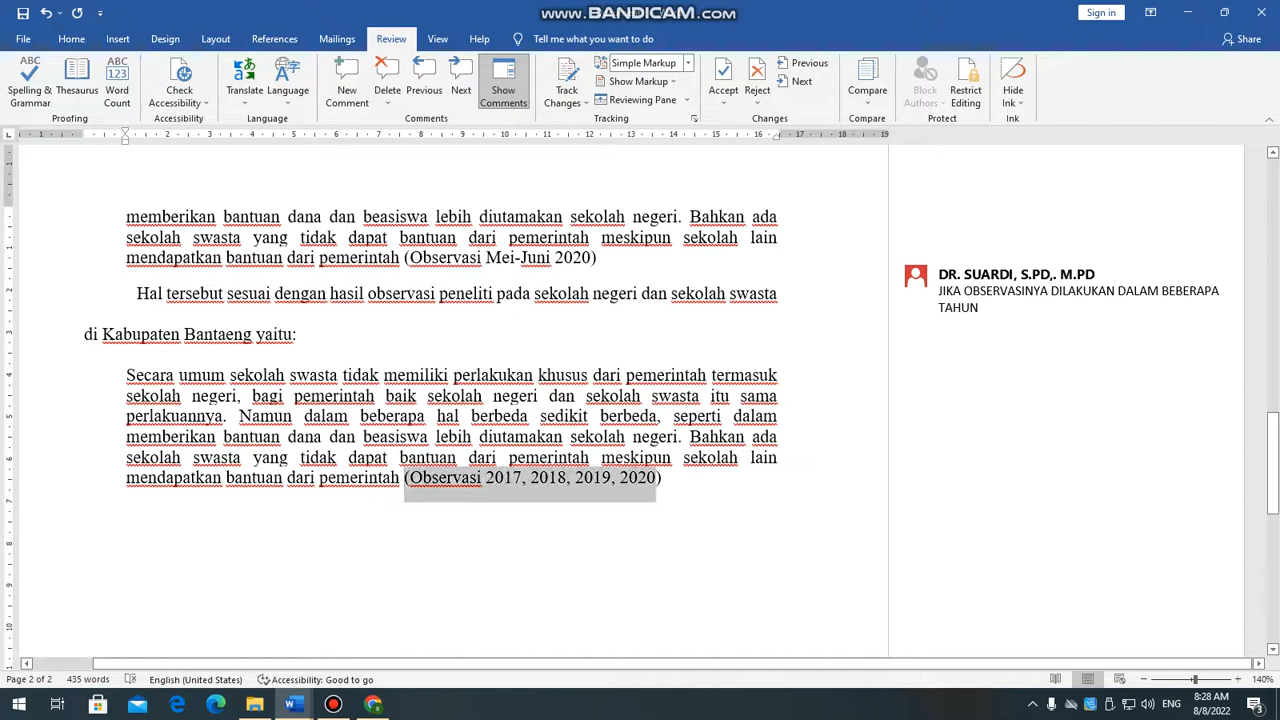 www.BANDICAM.com
Sign in
File Home Insert Draw Design Layout References Mailings Review View Help Tell me what you want to do Share
Spelling & Grammar
Thesaurus
Word Count
Proofing
Check Accessibility
Accessibility
Translate
Language
Language
New Comment
Delete
Previous
Next
Show Comments
Comments
Track Changes
Simple Markup
Show Markup
Reviewing Pane
Tracking
Accept
Reject
Previous
Next
Changes
Compare
Compare
Block Authors
Restrict Editing
Protect
Hide Ink
Ink
memberikan bantuan dana dan beasiswa lebih diutamakan sekolah negeri. Bahkan ada
sekolah swasta yang tidak dapat bantuan dari pemerintah meskipun sekolah lain
mendapatkan bantuan dari pemerintah (Observasi Mei-Juni 2020)
Hal tersebut sesuai dengan hasil observasi peneliti pada sekolah negeri dan sekolah swasta
di Kabupaten Bantaeng yaitu:
Secara umum sekolah swasta tidak memiliki perlakukan khusus dari pemerintah termasuk
sekolah negeri, bagi pemerintah baik sekolah negeri dan sekolah swasta itu sama
perlakuannya. Namun dalam beberapa hal berbeda sedikit berbeda, seperti dalam
memberikan bantuan dana dan beasiswa lebih diutamakan sekolah negeri. Bahkan ada
sekolah swasta yang tidak dapat bantuan dari pemerintah meskipun sekolah lain
mendapatkan bantuan dari pemerintah (Observasi 2017, 2018, 2019, 2020)
DR. SUARDI, S.PD,. M.PD
JIKA OBSERVASINYA DILAKUKAN DALAM BEBERAPA
TAHUN
Page 2 of 2 435 words English (United States) Accessibility: Good to go 140%
ENG 8:28 AM
8/8/2022